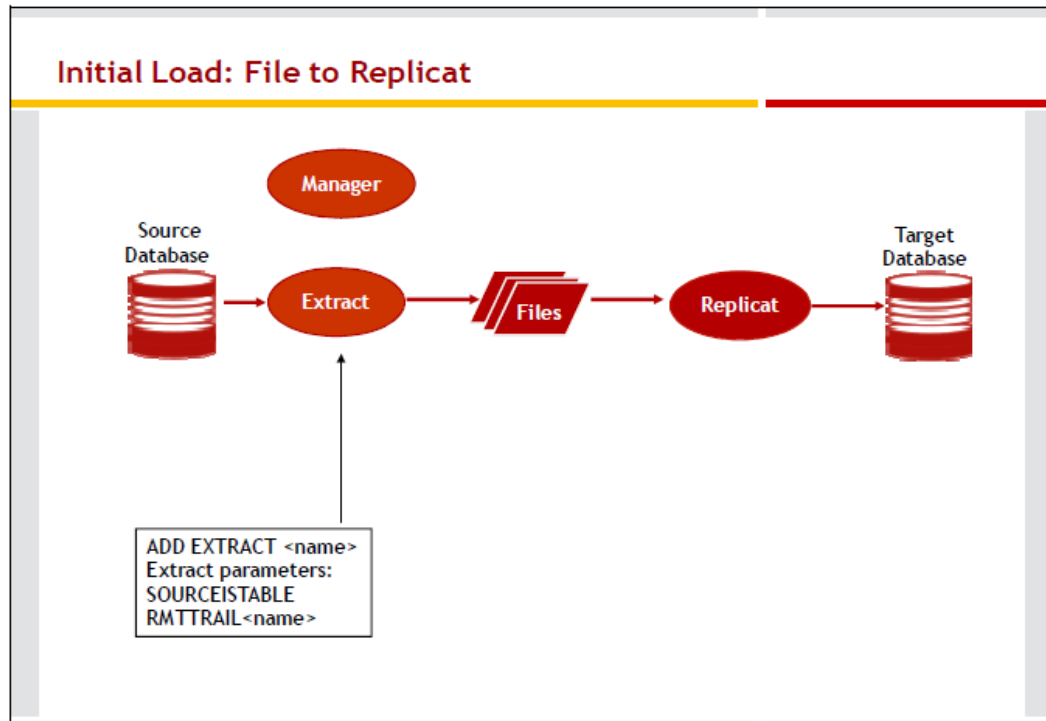 Initial Load: File to Replicat
Manager
Source
Database
Target
Database
Extract
Files
Replicat
ADD EXTRACT <name>
Extract parameters:
SOURCEISTABLE
RMTTRAIL<name>